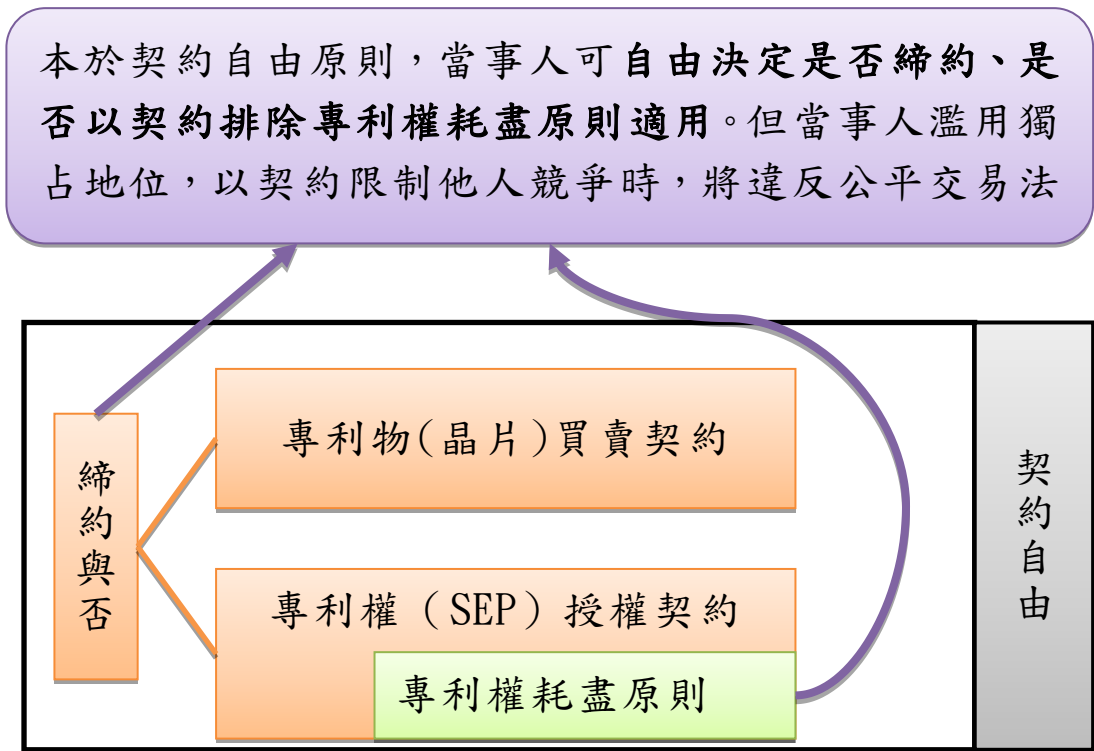 本於契約自由原則，當事人可自由決定是否締約、是
否以契約排除專利權耗盡原則適用。但當事人濫用獨
占地位，以契約限制他人競爭時，將違反公平交易法
締約與否
專利物(晶片)買賣契約
專利權（SEP）授權契約
專利權耗盡原則
契約自由